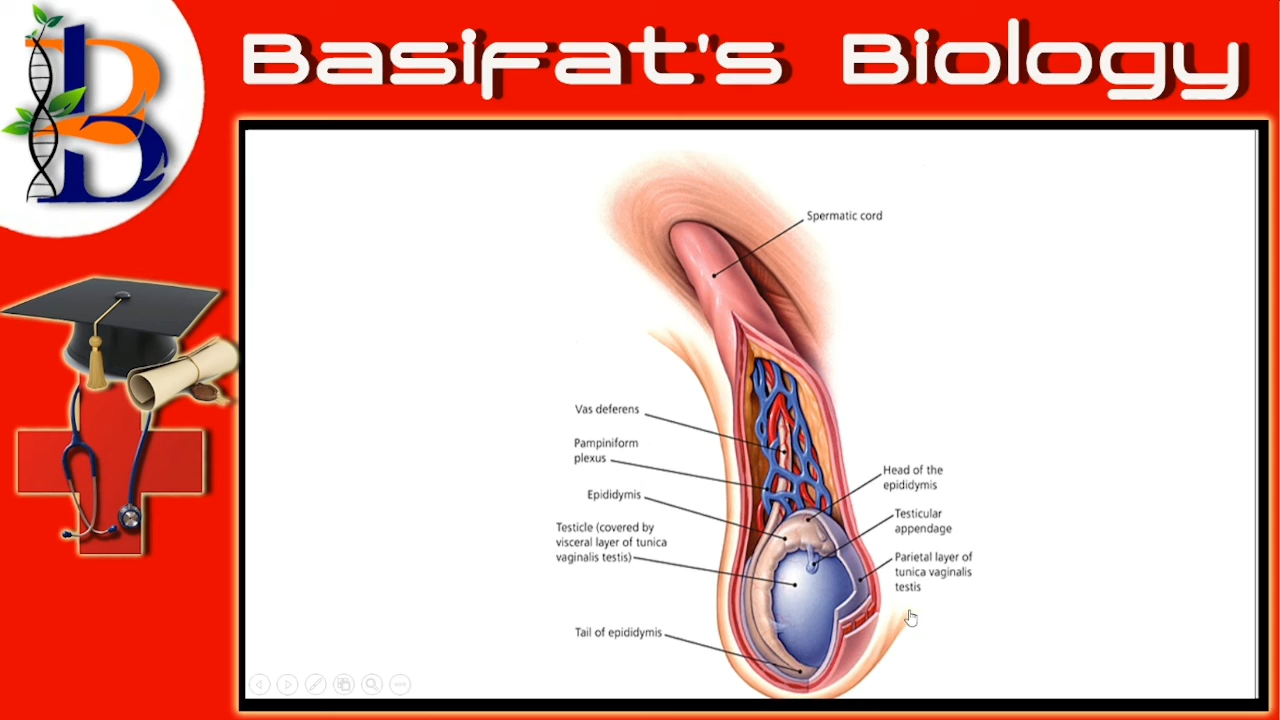 Basifat's Biology
Spermatic cord
Vas deferens
Pampiniform
plexus
Epididymis
Testicle (covered by
visceral layer of tunica
vaginalis testis)
Tail of epididymis
Head of the
epididymis
Testicular
appendage
Parietal layer of
tunica vaginalis
testis